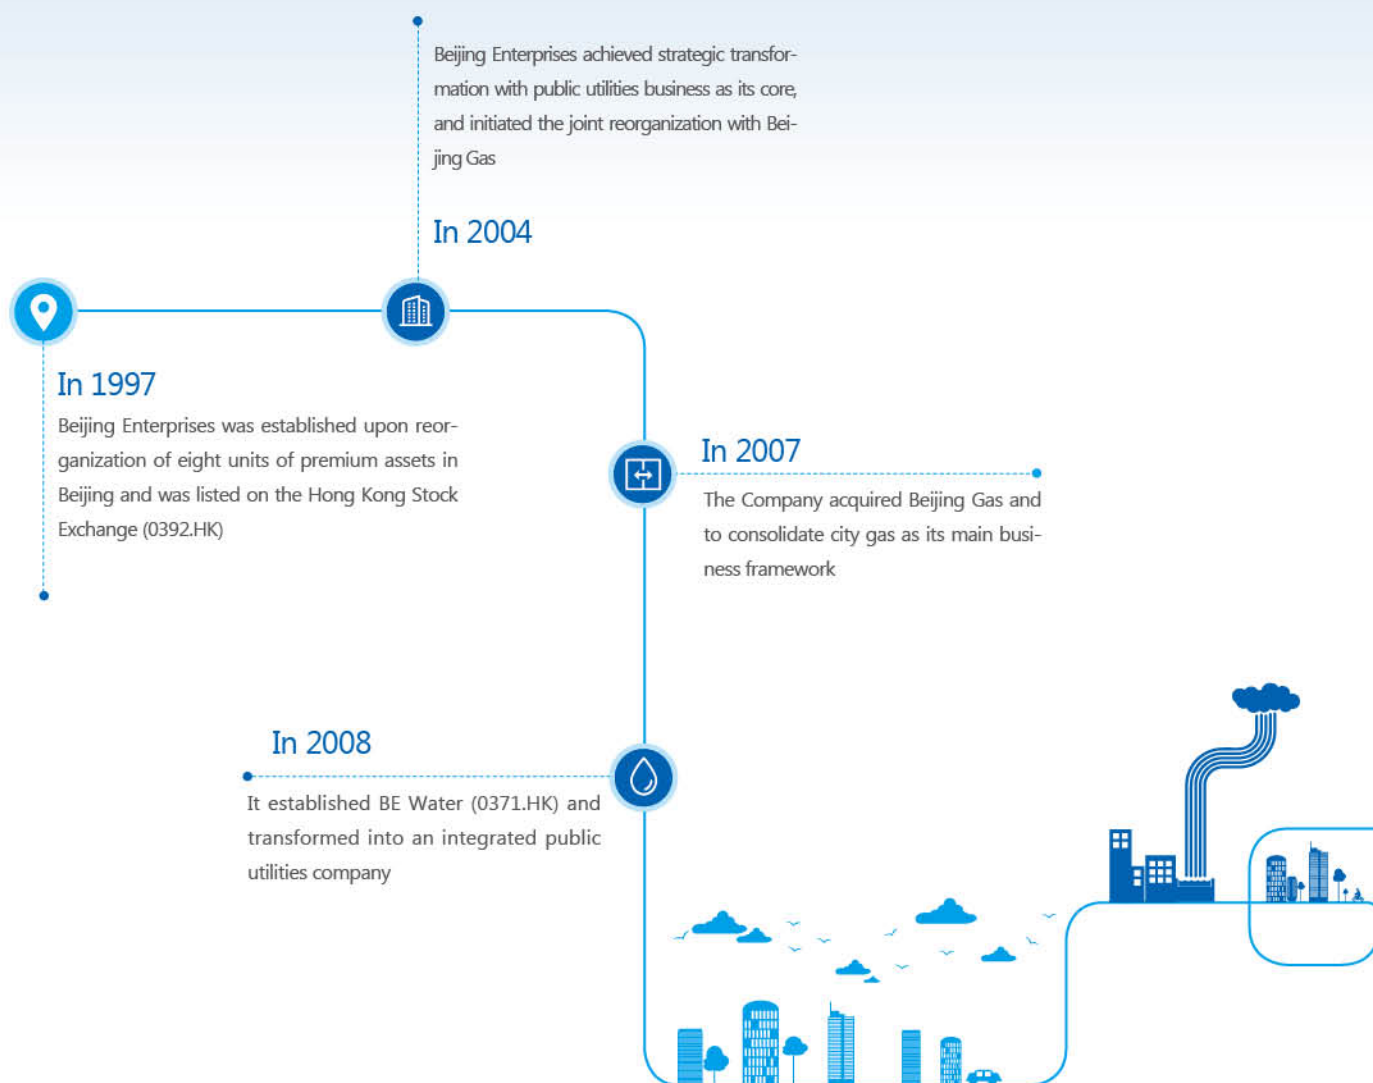 Beijing Enterprises achieved strategic transfor-
mation with public utilities business as its core,
and initiated the joint reorganization with Bei-
jing Gas
In 2004
In 1997
Beijing Enterprises was established upon reor-
ganization of eight units of premium assets in
Beijing and was listed on the Hong Kong Stock
Exchange (0392.HK)
In 2007
The Company acquired Beijing Gas and
to consolidate city gas as its main busi-
ness framework
In 2008
It established BE Water (0371.HK) and
transformed into an integrated public
utilities company